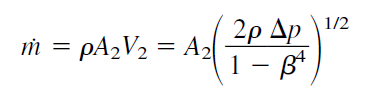 ṁ = ρA₂V₂ = A₂(2ρ Δp / 1 − β⁴)^1/2